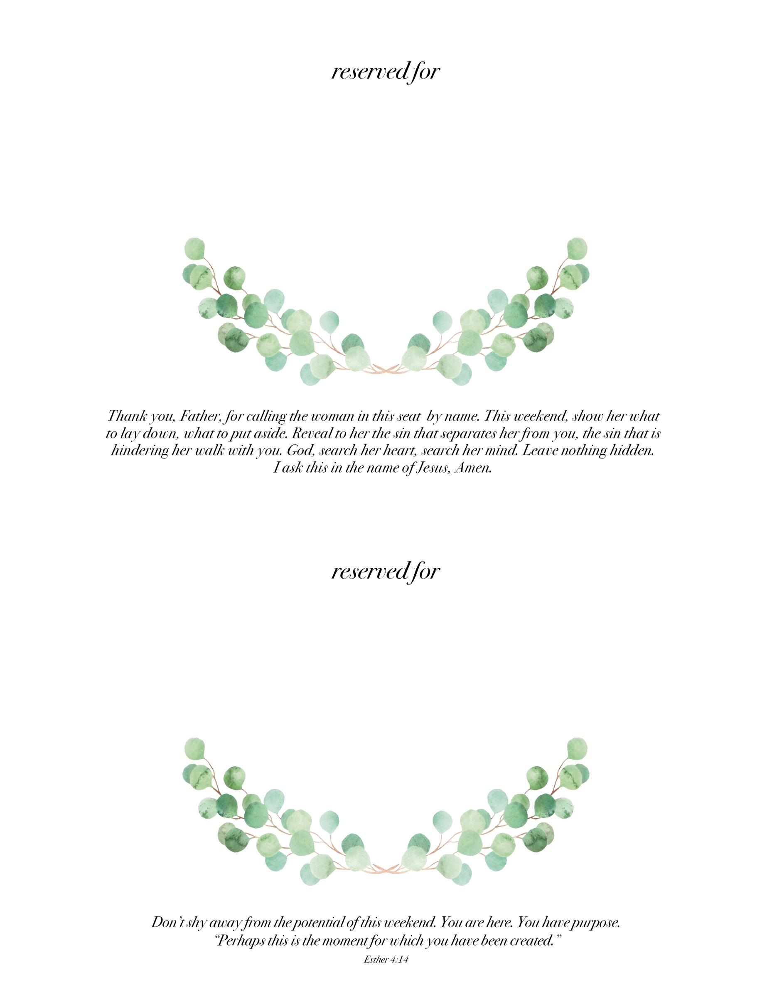 reserved for
Thank you, Father, for calling the woman in this seat  by name. This weekend, show her what
to lay down, what to put aside. Reveal to her the sin that separates her from you, the sin that is
hindering her walk with you. God, search her heart, search her mind. Leave nothing hidden.
I ask this in the name of Jesus, Amen.
reserved for
Don’t shy away from the potential of this weekend. You are here. You have purpose.
“Perhaps this is the moment for which you have been created.”
Esther 4:14